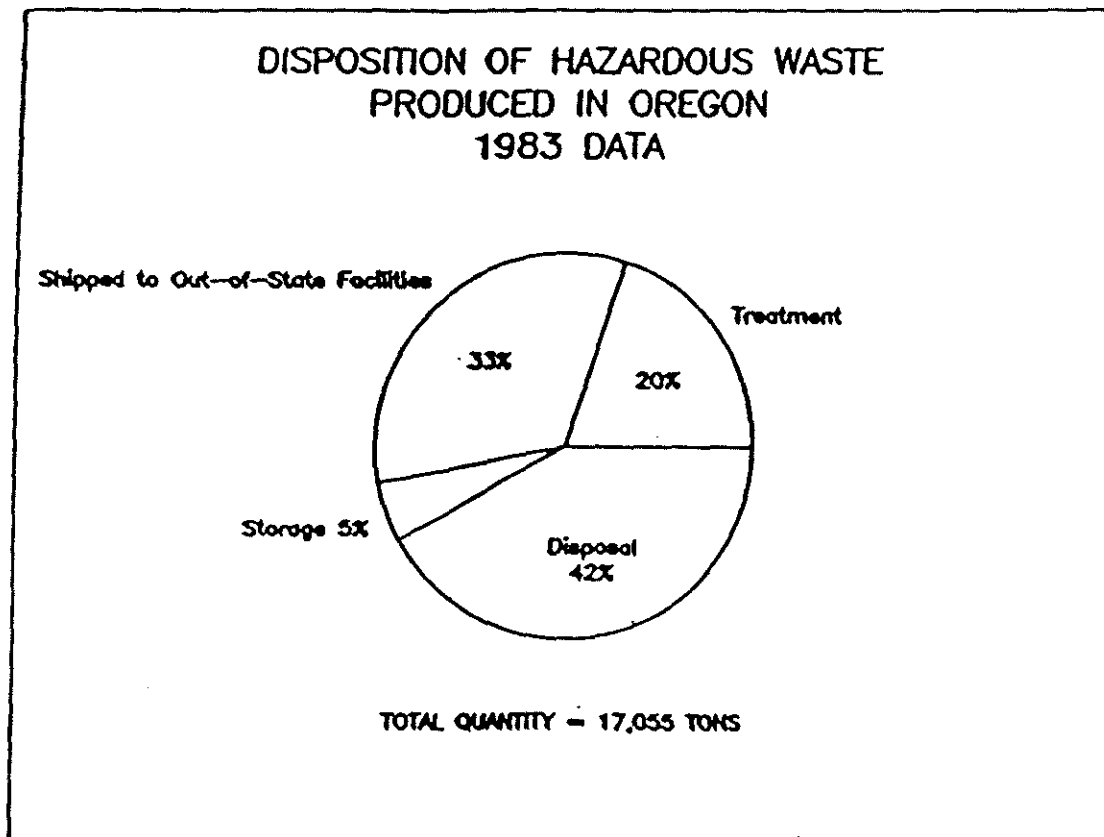 DISPOSITION OF HAZARDOUS WASTE
PRODUCED IN OREGON
1983 DATA
Shipped to Out-of-State Facilities
Treatment
33%
20%
Storage 5%
Disposal
42%
TOTAL QUANTITY = 17,055 TONS